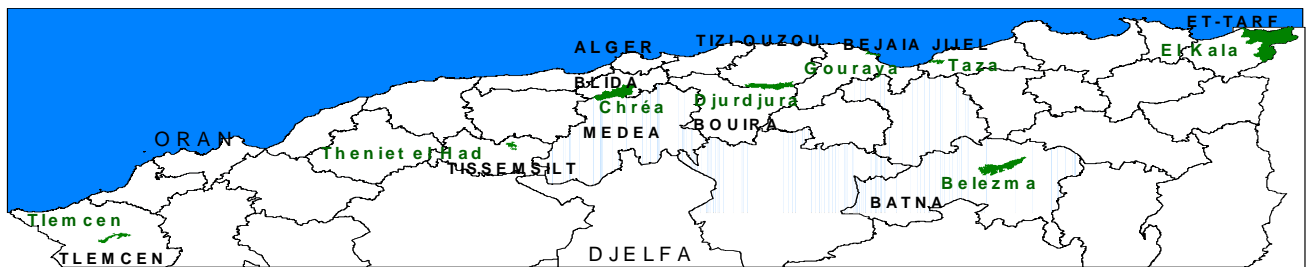 ET-TARF
TIZI-OUZOU
ALGER
BEJAIA JIJEL
El Kala
Gouraya
Taza
BLIDA
Chréa
Djurdjura
BOUIRA
MEDEA
ORAN
Theniet el Had
TISSEMSILT
Belezma
BATNA
Tlemcen
TLEMCEN
DJELFA